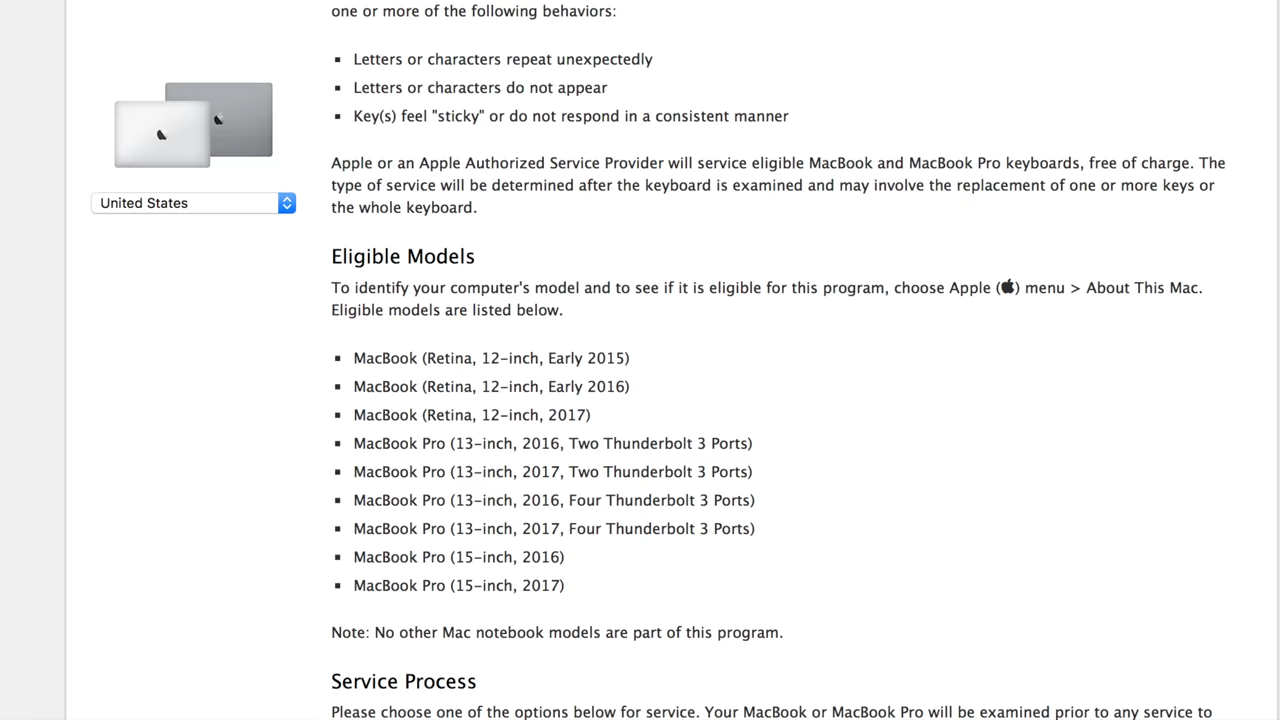 one or more of the following behaviors:
▪ Letters or characters repeat unexpectedly
▪ Letters or characters do not appear
▪ Key(s) feel "sticky" or do not respond in a consistent manner
United States
Apple or an Apple Authorized Service Provider will service eligible MacBook and MacBook Pro keyboards, free of charge. The
type of service will be determined after the keyboard is examined and may involve the replacement of one or more keys or
the whole keyboard.
Eligible Models
To identify your computer's model and to see if it is eligible for this program, choose Apple () menu > About This Mac.
Eligible models are listed below.
▪ MacBook (Retina, 12-inch, Early 2015)
▪ MacBook (Retina, 12-inch, Early 2016)
▪ MacBook (Retina, 12-inch, 2017)
▪ MacBook Pro (13-inch, 2016, Two Thunderbolt 3 Ports)
▪ MacBook Pro (13-inch, 2017, Two Thunderbolt 3 Ports)
▪ MacBook Pro (13-inch, 2016, Four Thunderbolt 3 Ports)
▪ MacBook Pro (13-inch, 2017, Four Thunderbolt 3 Ports)
▪ MacBook Pro (15-inch, 2016)
▪ MacBook Pro (15-inch, 2017)
Note: No other Mac notebook models are part of this program.
Service Process
Please choose one of the options below for service. Your MacBook or MacBook Pro will be examined prior to any service to